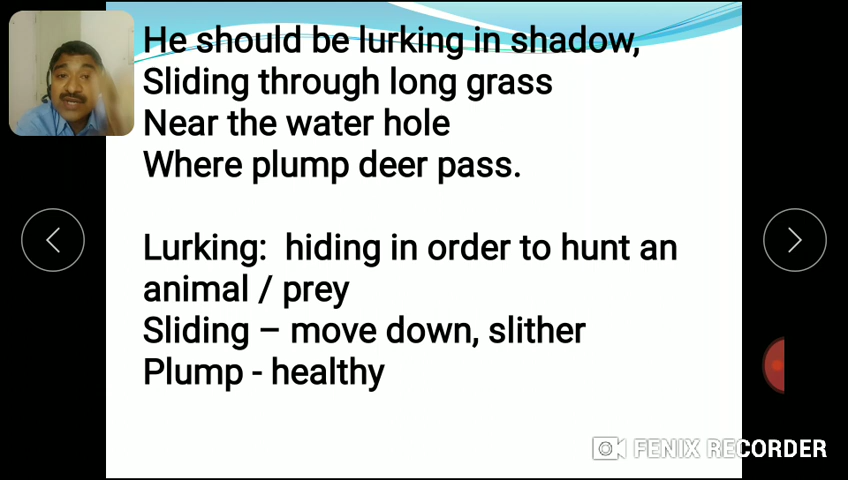 He should be lurking in shadow,
Sliding through long grass
Near the water hole
Where plump deer pass.
Lurking:  hiding in order to hunt an
animal / prey
Sliding – move down, slither
Plump - healthy
FENIX RECORDER